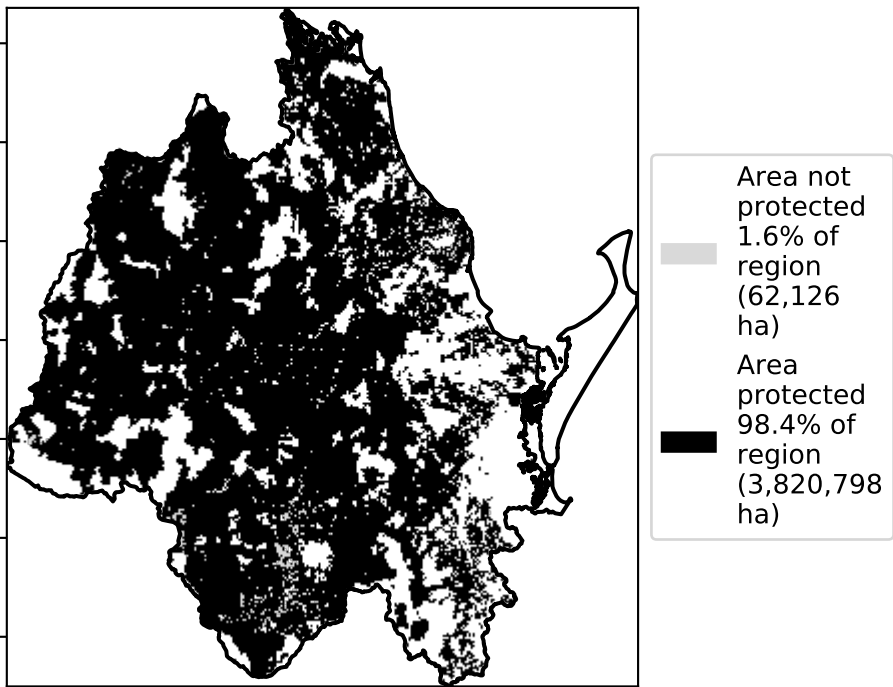 Area not
protected
1.6% of
region
(62,126
ha)
Area
protected
98.4% of
region
(3,820,798
ha)